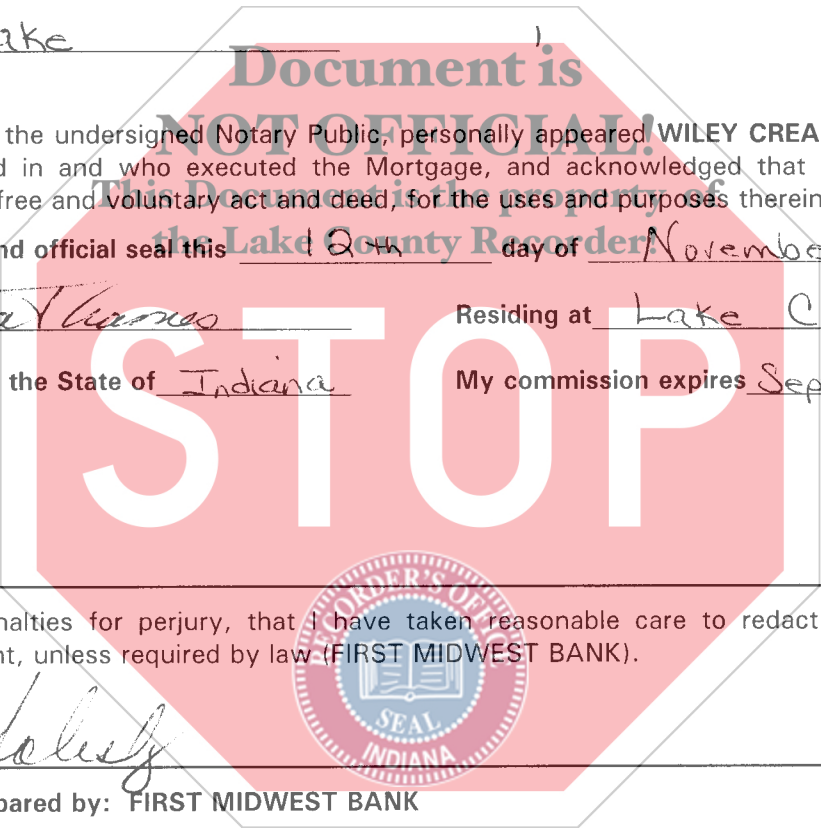 ake
Document is
NOT OFFICIAL!
the undersigned Notary Public, personally appeared WILEY CREA
d in and who executed the Mortgage, and acknowledged that
This Document is the property of
free and voluntary act and deed, for the uses and purposes therein
the Lake County Recorder!
nd official seal this 12th day of Novembe
Residing at Lake C
the State of Indiana My commission expires Sep
STOP
RECORDER'S OFFICE
SEAL
INDIANA
nalties for perjury, that I have taken reasonable care to redact
nt, unless required by law (FIRST MIDWEST BANK).
pared by: FIRST MIDWEST BANK